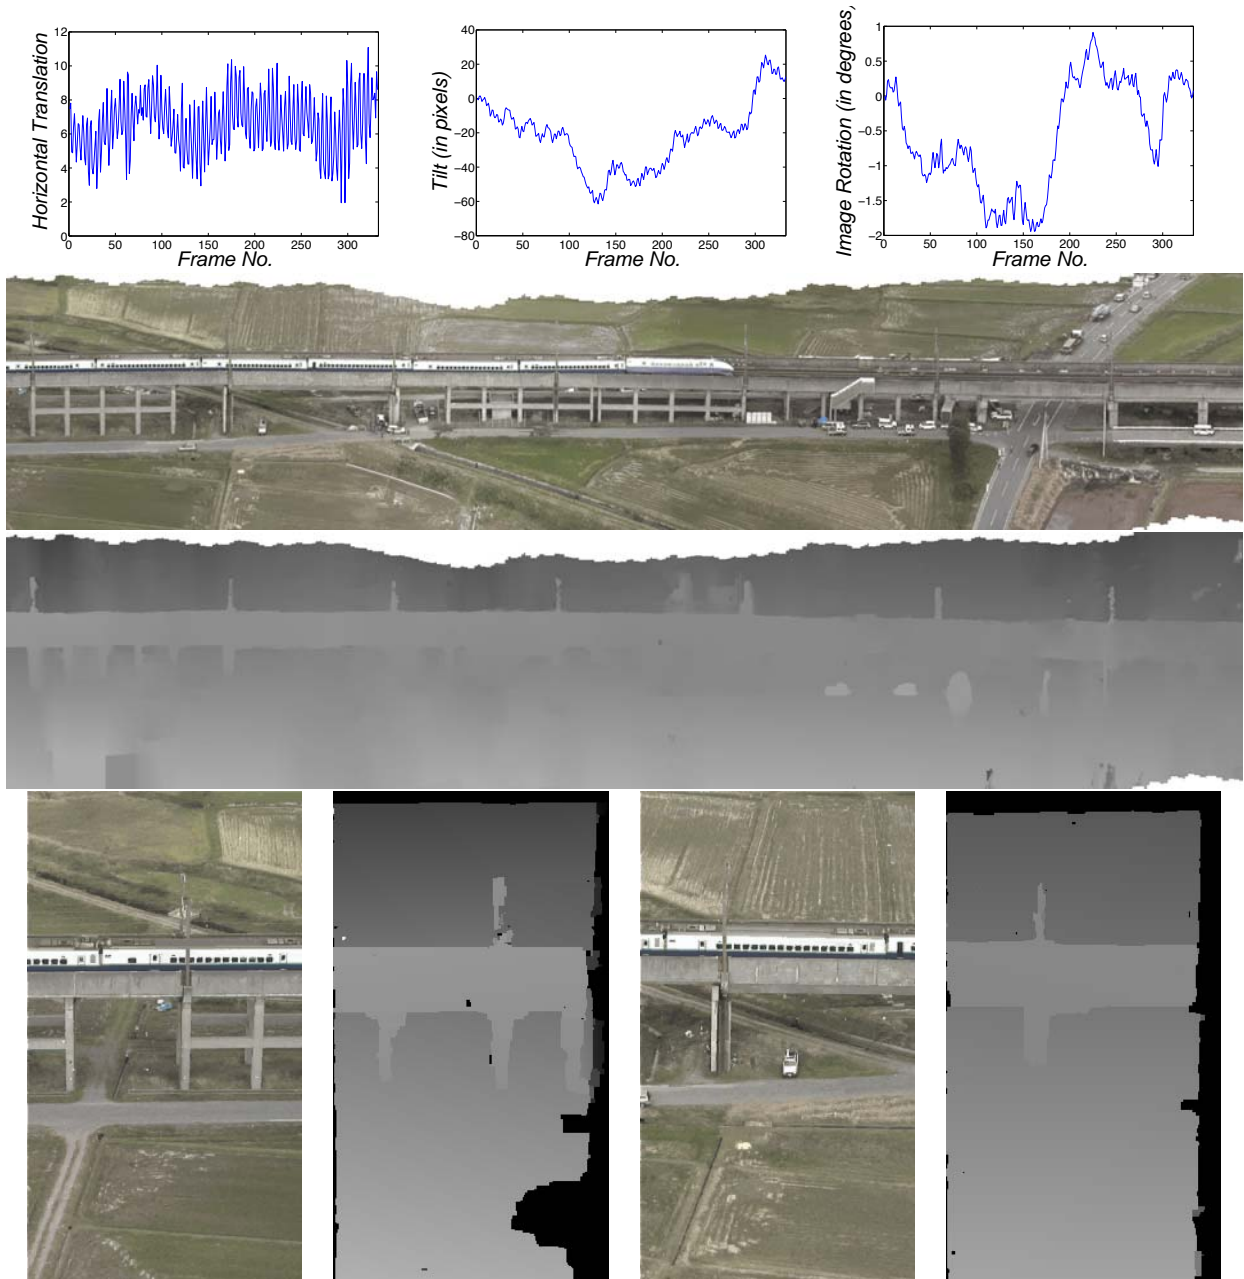 12
10
8
6
4
2
0
0 50 100 150 200 250 300
Horizontal Translation
Frame No.
40
20
0
−20
−40
−60
−80
0 50 100 150 200 250 300
Tilt (in pixels)
Frame No.
1
0.5
0
−0.5
−1
−1.5
−2
0 50 100 150 200 250 300
Image Rotation (in degrees,
Frame No.